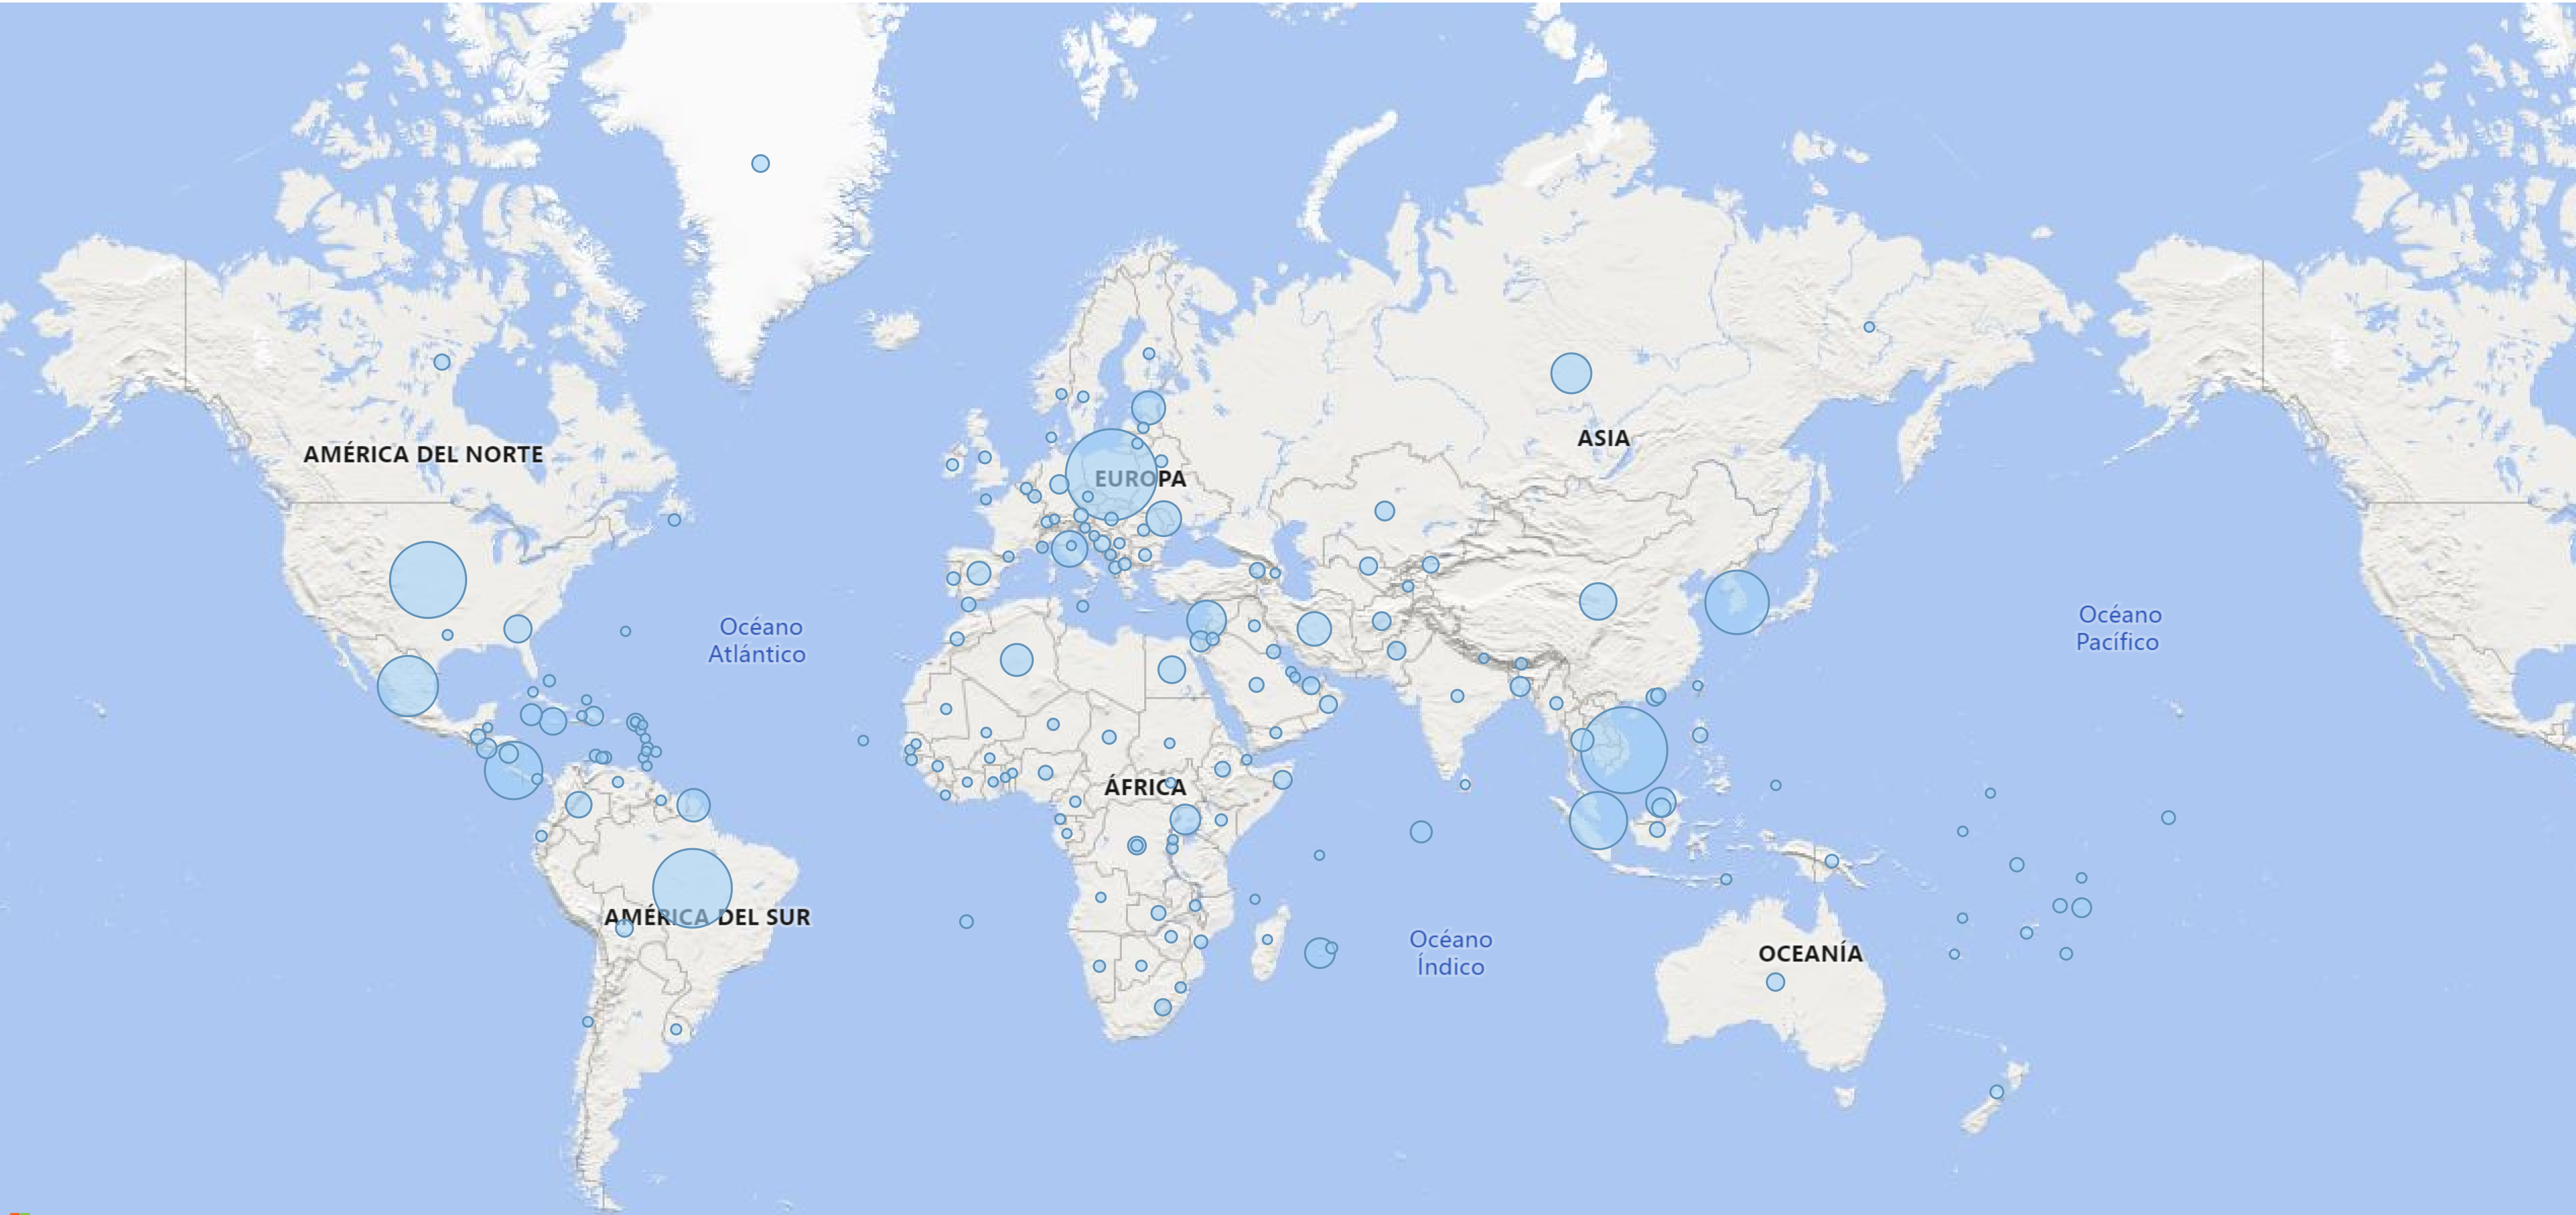 AMÉRICA DEL NORTE
ASIA
EUROPA
Océano
Atlántico
Océano
Pacífico
ÁFRICA
AMÉRICA DEL SUR
Océano
Índico
OCEANÍA